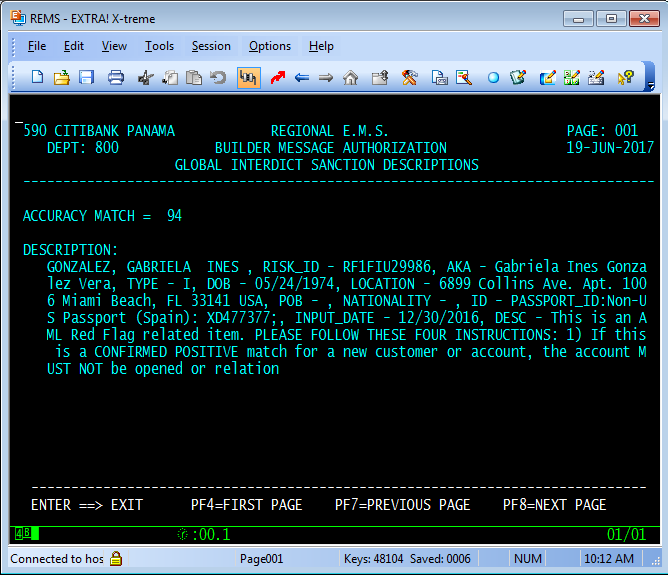 REMS - EXTRA! X-treme
File Edit View Tools Session Options Help
590 CITIBANK PANAMA REGIONAL E.M.S. PAGE: 001
DEPT: 800 BUILDER MESSAGE AUTHORIZATION 19-JUN-2017
GLOBAL INTERDICT SANCTION DESCRIPTIONS
ACCURACY MATCH = 94
DESCRIPTION:
GONZALEZ, GABRIELA INES , RISK_ID - RF1FIU29986, AKA - Gabriela Ines Gonza
lez Vera, TYPE - I, DOB - 05/24/1974, LOCATION - 6899 Collins Ave. Apt. 100
6 Miami Beach, FL 33141 USA, POB - , NATIONALITY - , ID - PASSPORT_ID:Non-U
S Passport (Spain): XD477377;, INPUT_DATE - 12/30/2016, DESC - This is an A
ML Red Flag related item. PLEASE FOLLOW THESE FOUR INSTRUCTIONS: 1) If this
is a CONFIRMED POSITIVE match for a new customer or account, the account M
UST NOT be opened or relation
ENTER ==> EXIT PF4=FIRST PAGE PF7=PREVIOUS PAGE PF8=NEXT PAGE
4B :00.1 01/01
Connected to hos Page001 Keys: 48104 Saved: 0006 NUM 10:12 AM